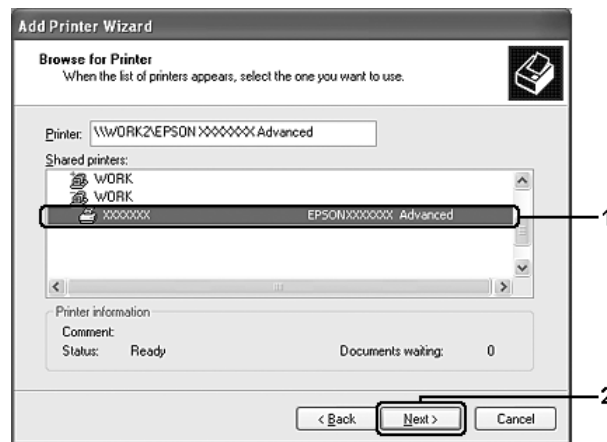 Add Printer Wizard
Browse for Printer
When the list of printers appears, select the one you want to use.
Printer: \\WORK2\EPSON XXXXXXX Advanced
Shared printers:
WORK
WORK
XXXXXXX EPSONXXXXXXX Advanced
1
Printer information
Comment:
Status: Ready Documents waiting: 0
2
< Back Next > Cancel